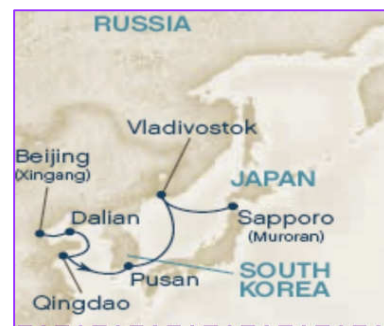 RUSSIA
Vladivostok
Beijing
(Xingang)
JAPAN
Dalian
Sapporo
(Muroran)
SOUTH
KOREA
Pusan
Qingdao